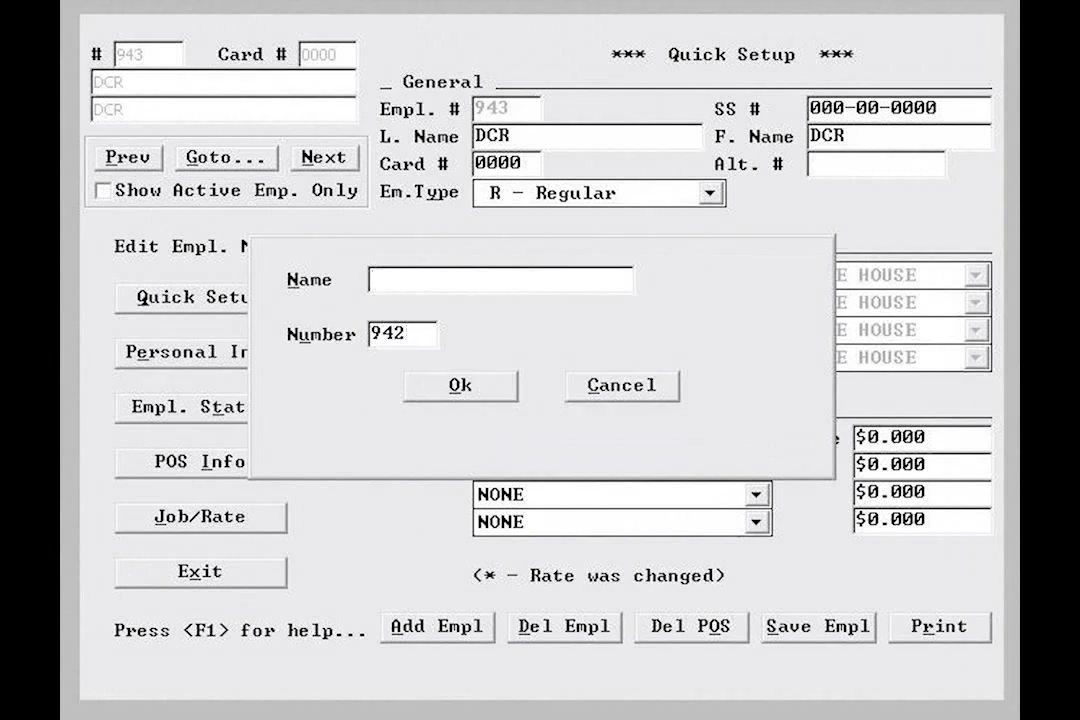 # 943 Card # 0000
DCR
DCR
Prev Goto... Next
Show Active Emp. Only
*** Quick Setup ***
General
Empl. # 943 SS # 000-00-0000
L. Name DCR F. Name DCR
Card # 0000 Alt. #
Em.Type R - Regular
Edit Empl.
Quick Setu
Personal In
Empl. Stat
POS Info
Job/Rate
Exit
Name
Number 942
Ok Cancel
E HOUSE
E HOUSE
E HOUSE
E HOUSE
$0.000
$0.000
NONE $0.000
NONE $0.000
(* - Rate was changed)
Press <F1> for help...
Add Empl Del Empl Del POS Save Empl Print